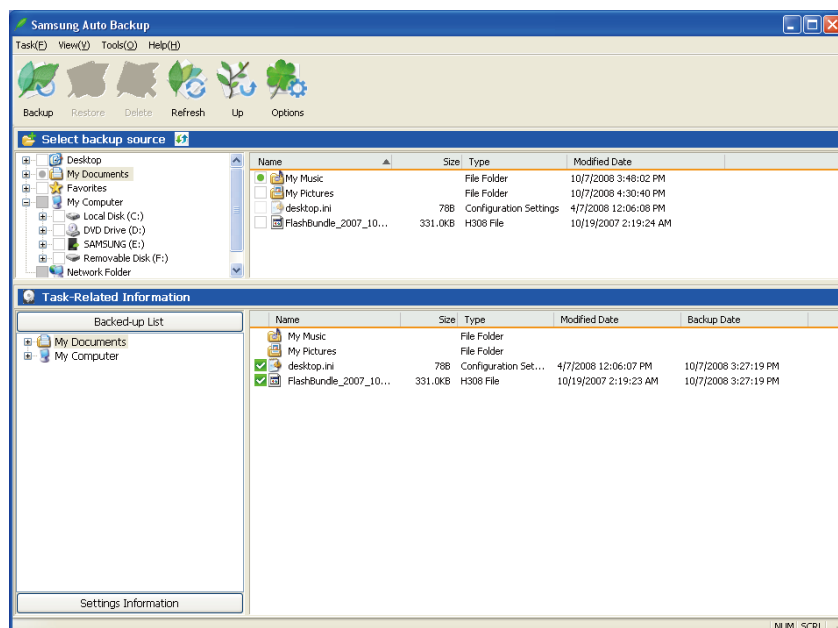 Samsung Auto Backup
Task(F) View(V) Tools(O) Help(H)
Backup Restore Delete Refresh Up Options
Select backup source
Desktop
My Documents
Favorites
My Computer
Local Disk (C:)
DVD Drive (D:)
SAMSUNG (E:)
Removable Disk (F:)
Network Folder
Name Size Type Modified Date
My Music File Folder 10/7/2008 3:48:02 PM
My Pictures File Folder 10/7/2008 4:30:40 PM
desktop.ini 78B Configuration Settings 4/7/2008 12:06:08 PM
FlashBundle_2007_10... 331.0KB H308 File 10/19/2007 2:19:24 AM
Task-Related Information
Backed-up List
My Documents
My Computer
Settings Information
Name Size Type Modified Date Backup Date
My Music File Folder
My Pictures File Folder
desktop.ini 78B Configuration Set... 4/7/2008 12:06:07 PM 10/7/2008 3:27:19 PM
FlashBundle_2007_10... 331.0KB H308 File 10/19/2007 2:19:23 AM 10/7/2008 3:27:19 PM
NUM SCRL